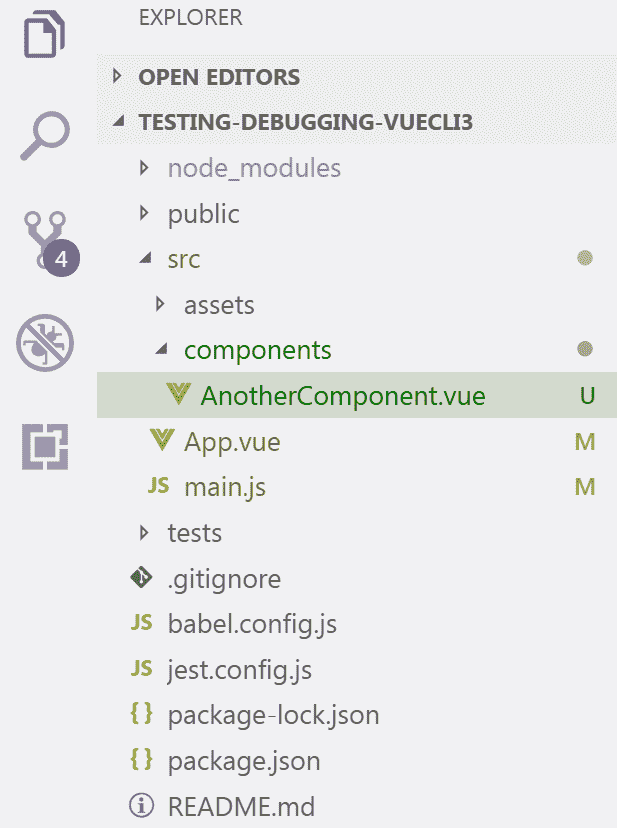 EXPLORER
OPEN EDITORS
TESTING-DEBUGGING-VUECLI3
node_modules
public
4
src
assets
components
AnotherComponent.vue U
App.vue M
JS main.js M
tests
.gitignore
JS babel.config.js
JS jest.config.js
{ } package-lock.json
{ } package.json
README.md